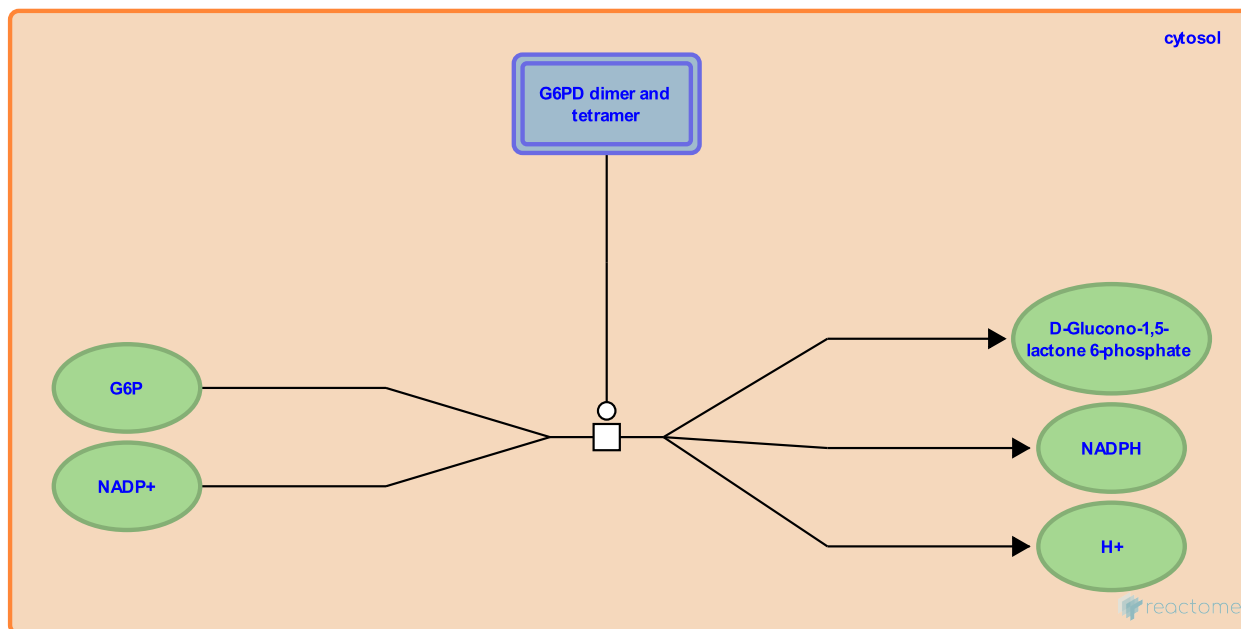 cytosol
G6PD dimer and
tetramer
D-Glucono-1,5-
lactone 6-phosphate
G6P
NADPH
NADP+
H+
reactome